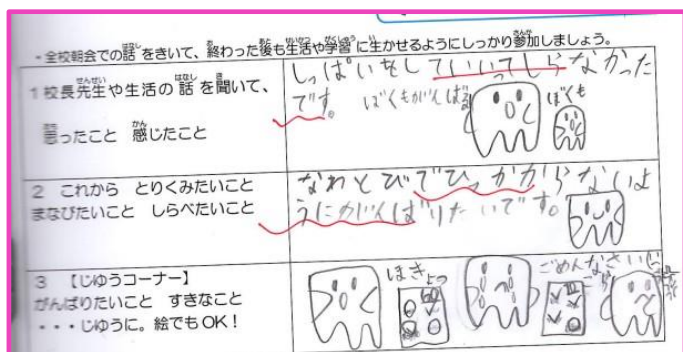 ・全校朝会での話をきいて、終わった後も生活や学習に生かせるようにしっかり参加しましょう。
1 校長先生や生活の話を聞いて、
思ったこと 感じたこと
しっぱいをしていいってしらなかった
です。 ぼくもがんばる ぼくも
2 これから とりくみたいこと
まなびたいこと しらべたいこと
なわとびでひっかからないよ
うにがんばりたいです。
3 【じゆうコーナー】
がんばりたいこと すきなこと
・・・じゆうに。絵でもOK!
ごめんなさい